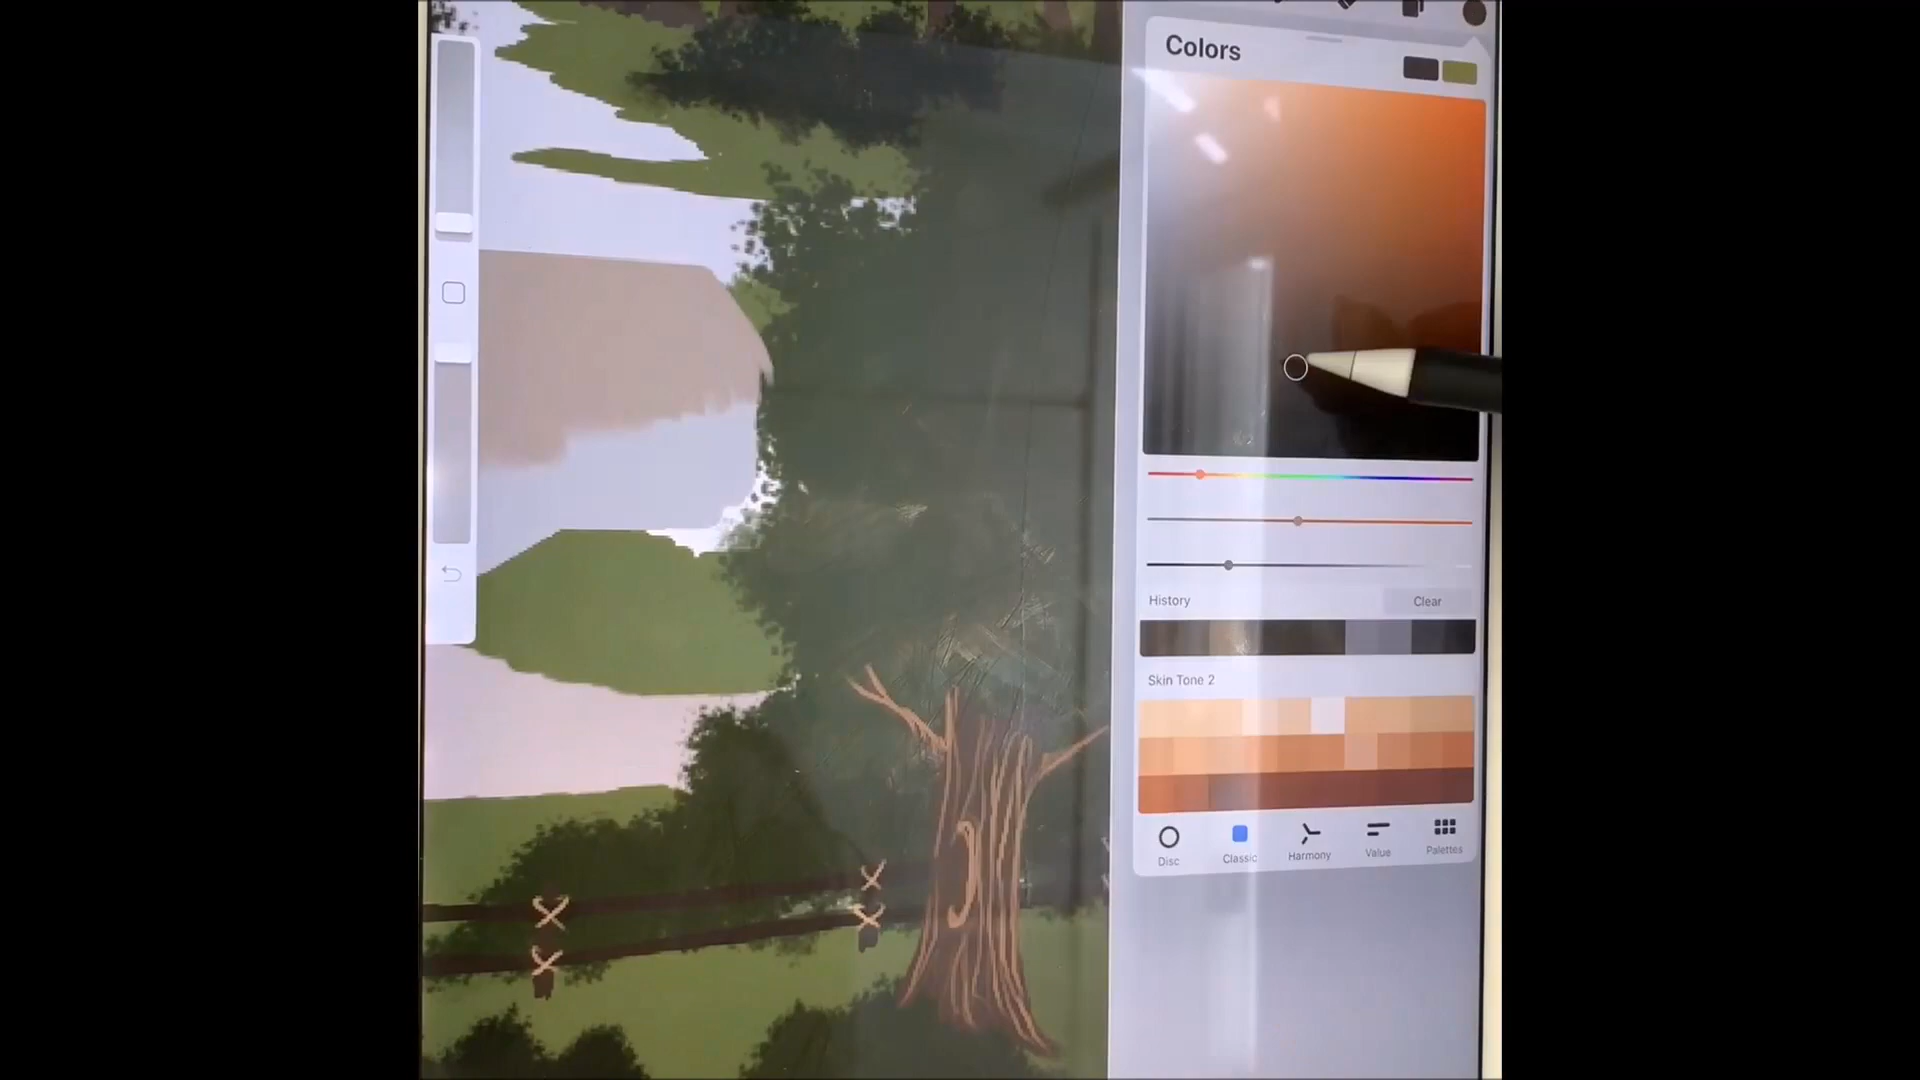 Colors
History
Clear
Skin Tone 2
Disc
Classic
Harmony
Value
Palettes